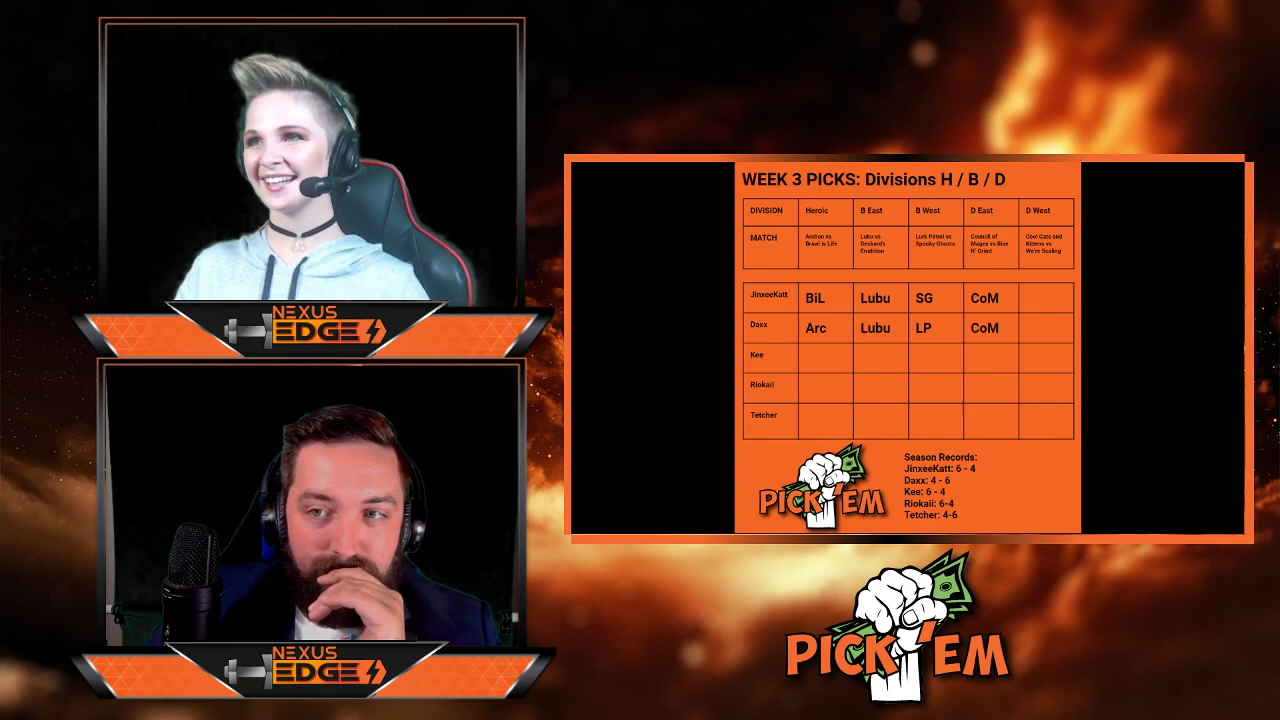 NEXUS
EDGE
NEXUS
EDGE
WEEK 3 PICKS: Divisions H / B / D
DIVISION Heroic B East B West D East D West
MATCH
Archon vs
Brawl is Life
Lubu vs
Deckard's
Erudition
Lurk Patrol vs
Spooky Ghosts
Council of
Mages vs Rise
N' Grind
Cool Cats and
Kittens vs
We're Scaling
JinxeeKatt BiL Lubu SG CoM
Daxx Arc Lubu LP CoM
Kee
Riokaii
Tetcher
PICK 'EM
Season Records:
JinxeeKatt: 6 - 4
Daxx: 4 - 6
Kee: 6 - 4
Riokaii: 6-4
Tetcher: 4-6
PICK 'EM